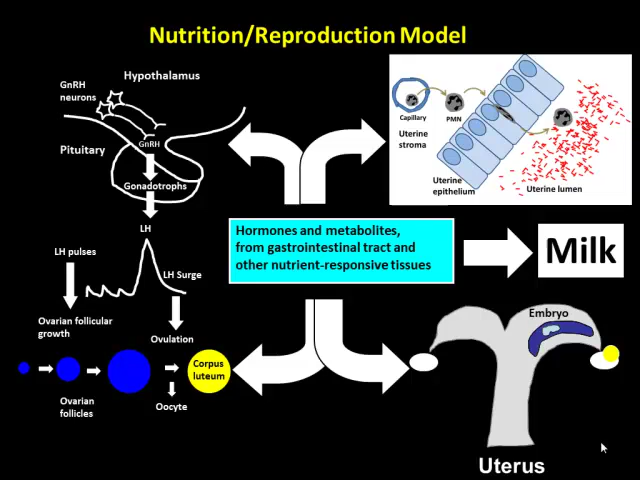 Nutrition/Reproduction Model
Hypothalamus
GnRH
neurons
GnRH
Pituitary
Gonadotrophs
LH
LH pulses
LH Surge
Ovarian follicular
growth
Ovulation
Corpus
luteum
Ovarian
follicles
Oocyte
Hormones and metabolites,
from gastrointestinal tract and
other nutrient-responsive tissues
Capillary
PMN
Uterine
stroma
Uterine
epithelium
Uterine lumen
Milk
Embryo
Uterus